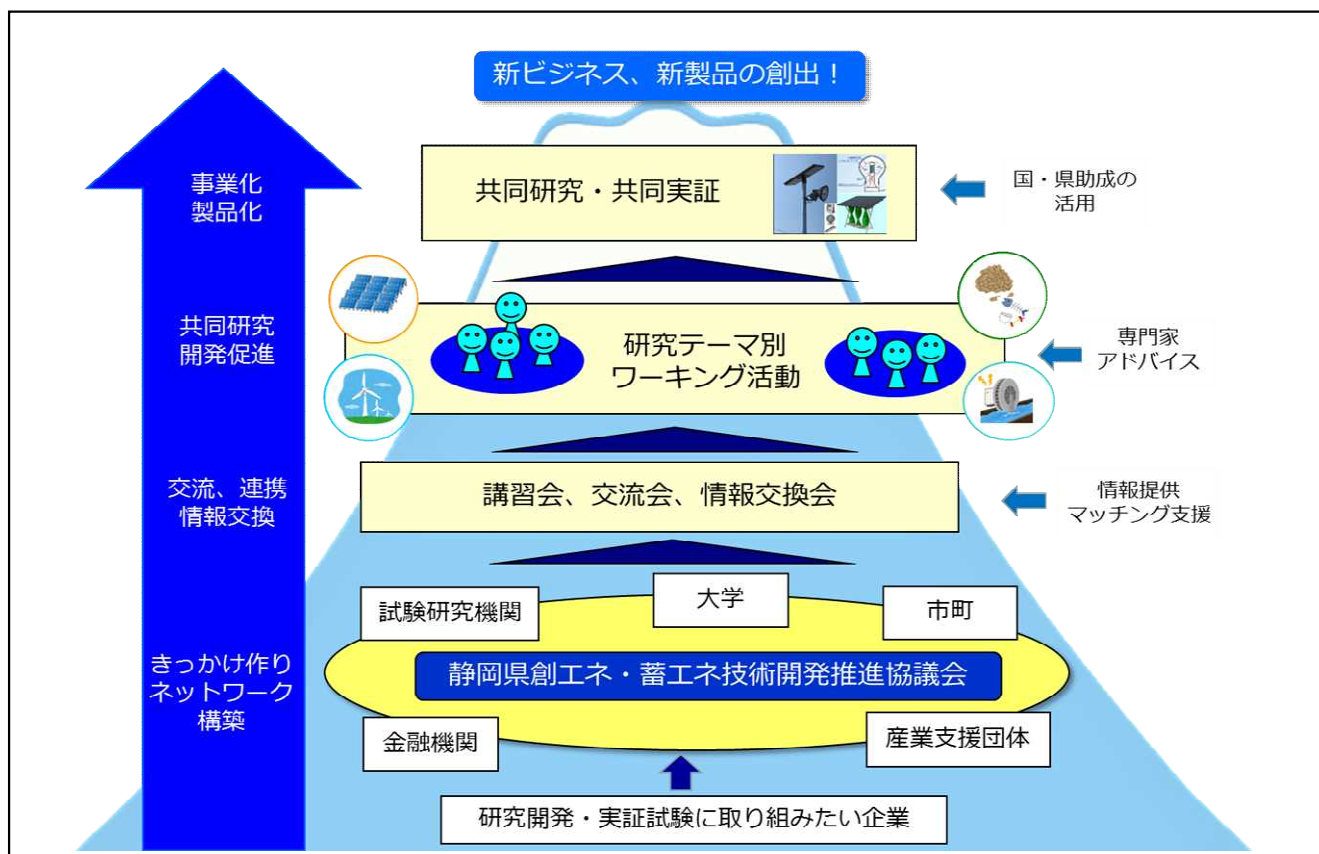 新ビジネス、新製品の創出！
事業化
製品化
共同研究・共同実証
国・県助成の
活用
共同研究
開発促進
研究テーマ別
ワーキング活動
専門家
アドバイス
交流、連携
情報交換
講習会、交流会、情報交換会
情報提供
マッチング支援
きっかけ作り
ネットワーク
構築
試験研究機関
大学
市町
静岡県創エネ・蓄エネ技術開発推進協議会
金融機関
産業支援団体
研究開発・実証試験に取り組みたい企業